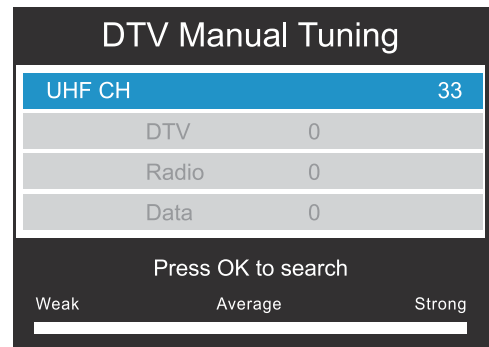 DTV Manual Tuning
UHF CH 33
DTV 0
Radio 0
Data 0
Press OK to search
Weak Average Strong